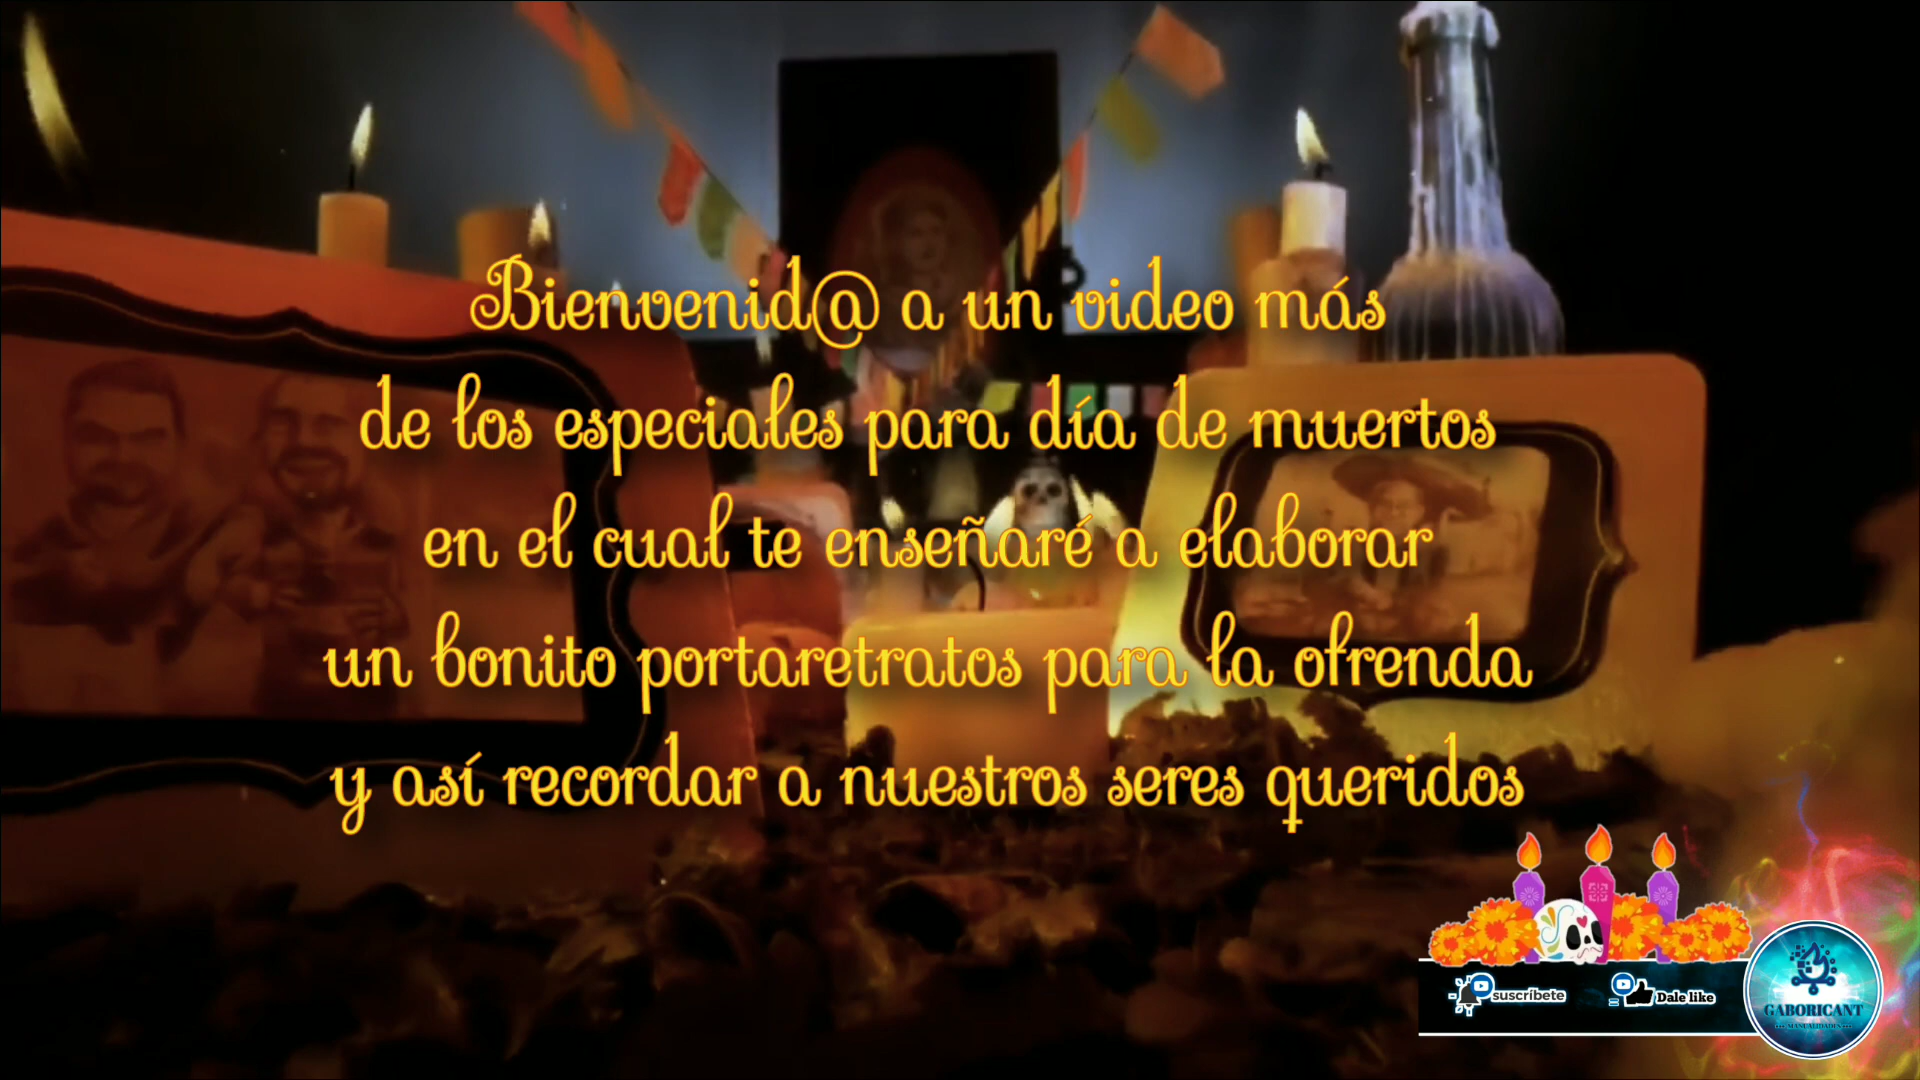 Bienvenid@ a un video más
de los especiales para día de muertos
en el cual te enseñaré a elaborar
un bonito portaretratos para la ofrenda
y así recordar a nuestros seres queridos
suscríbete
Dale like
GABORICANT
MANUALIDADES